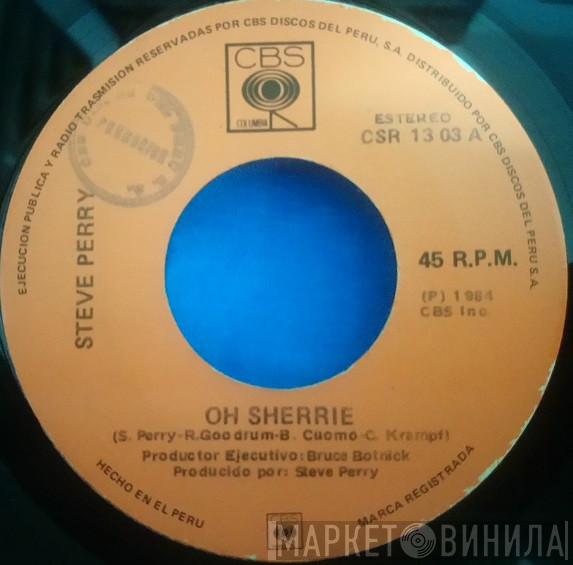 EJECUCION PUBLICA Y RADIO TRASMISION RESERVADAS POR CBS DISCOS DEL PERU, S.A. DISTRIBUIDO POR CBS DISCOS DEL PERU S.A.
CBS
COLUMBIA
ESTEREO
CSR 13 03 A
STEVE PERRY
45 R.P.M.
(P) 1984
CBS Inc.
OH SHERRIE
(S. Perry-R.Goodrum-B. Cuomo-C. Krampf)
Productor Ejecutivo: Bruce Botnick
Producido por: Steve Perry
HECHO EN EL PERU
CBS
MARCA REGISTRADA
МАРКЕТ ВИНИЛА